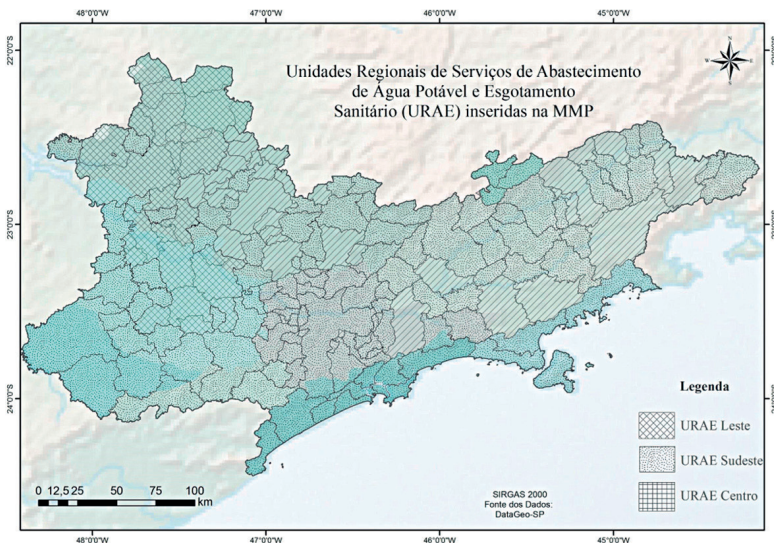 48°0'0"W 47°0'0"W 46°0'0"W 45°0'0"W
22°0'0"S
Unidades Regionais de Serviços de Abastecimento
de Água Potável e Esgotamento
Sanitário (URAE) inseridas na MMP
N
W E
S
23°0'0"S
24°0'0"S
Legenda
URAE Leste
URAE Sudeste
URAE Centro
0 12,5 25 50 75 100
km
SIRGAS 2000
Fonte dos Dados:
DataGeo-SP
48°0'0"W 47°0'0"W 46°0'0"W 45°0'0"W